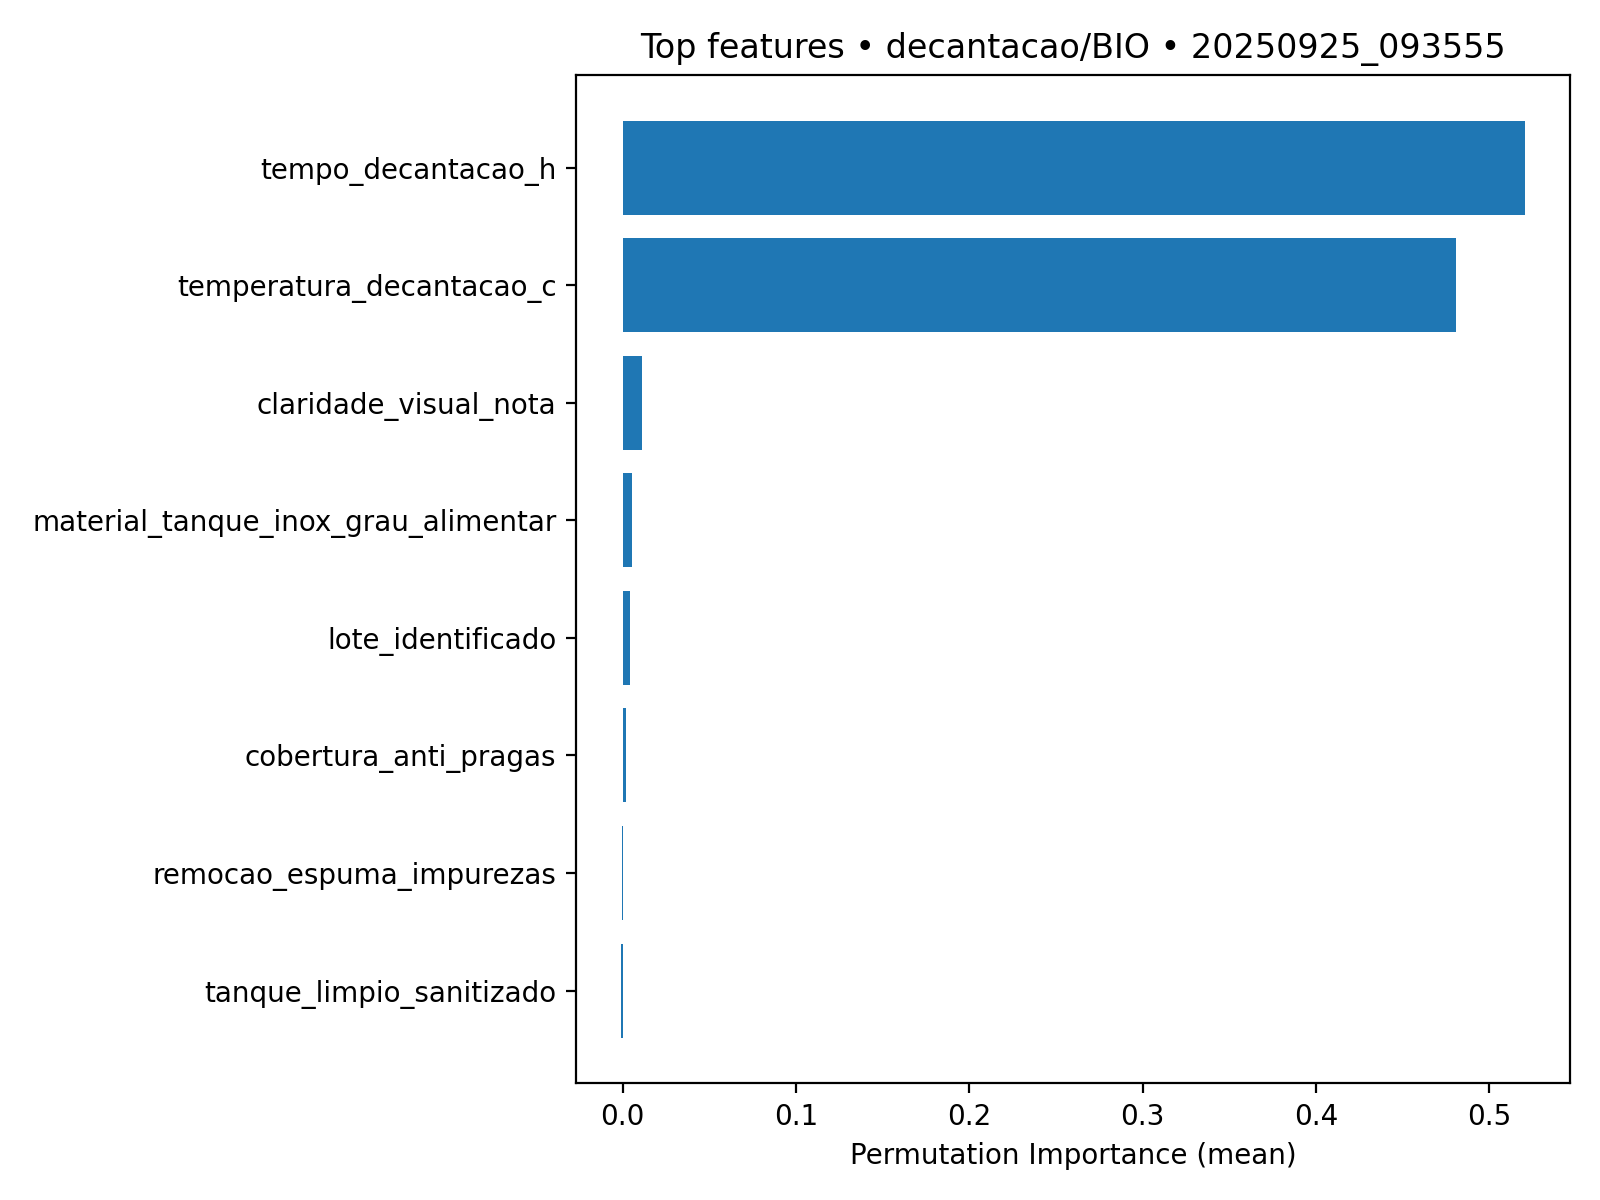 Top features • decantacao/BIO • 20250925_093555
tempo_decantacao_h
temperatura_decantacao_c
claridade_visual_nota
material_tanque_inox_grau_alimentar
lote_identificado
cobertura_anti_pragas
remocao_espuma_impurezas
tanque_limpio_sanitizado
0.0 0.1 0.2 0.3 0.4 0.5
Permutation Importance (mean)